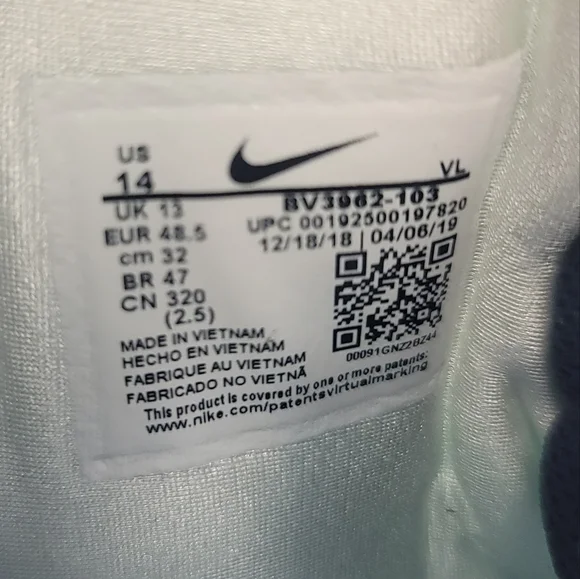 US
14
VL
UK 13
BV3962-103
EUR 48.5
UPC 00192500197820
cm 32
12/18/18 | 04/06/19
BR 47
CN 320
(2.5)
MADE IN VIETNAM
HECHO EN VIETNAM
FABRIQUE AU VIETNAM
FABRICADO NO VIETNÃ
00091GNZ2BZ44
This product is covered by one or more patents:
www.nike.com/patentsvirtualmarking